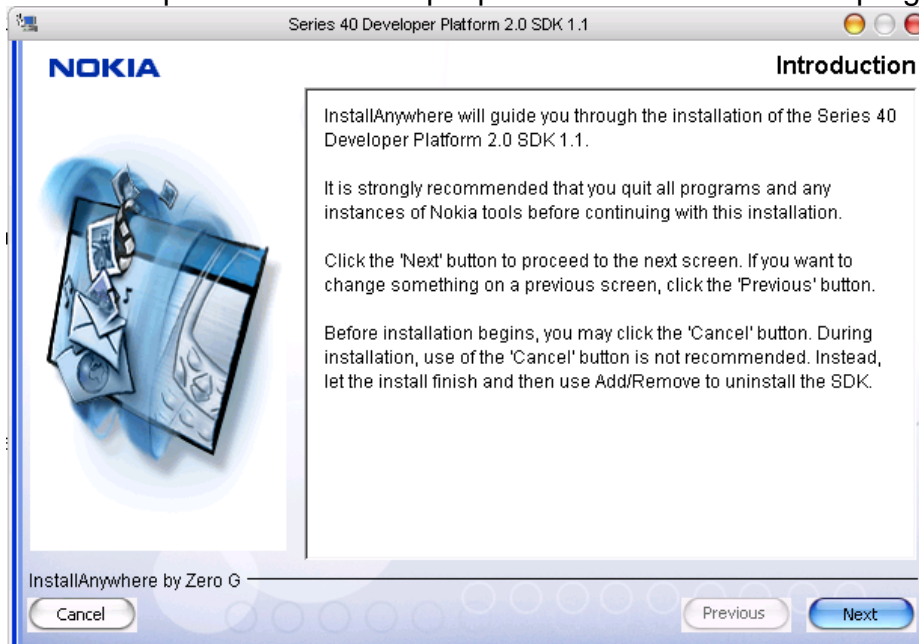 Series 40 Developer Platform 2.0 SDK 1.1
NOKIA
Introduction
InstallAnywhere will guide you through the installation of the Series 40
Developer Platform 2.0 SDK 1.1.
It is strongly recommended that you quit all programs and any
instances of Nokia tools before continuing with this installation.
Click the 'Next' button to proceed to the next screen. If you want to
change something on a previous screen, click the 'Previous' button.
Before installation begins, you may click the 'Cancel' button. During
installation, use of the 'Cancel' button is not recommended. Instead,
let the install finish and then use Add/Remove to uninstall the SDK.
InstallAnywhere by Zero G
Cancel
Previous
Next